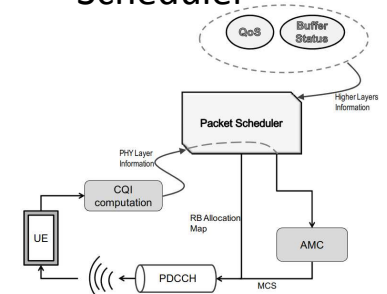 Scheduler
QoS
Buffer
Status
Higher Layers
Information
Packet Scheduler
PHY Layer
Information
CQI
computation
RB Allocation
Map
UE
AMC
PDCCH
MCS